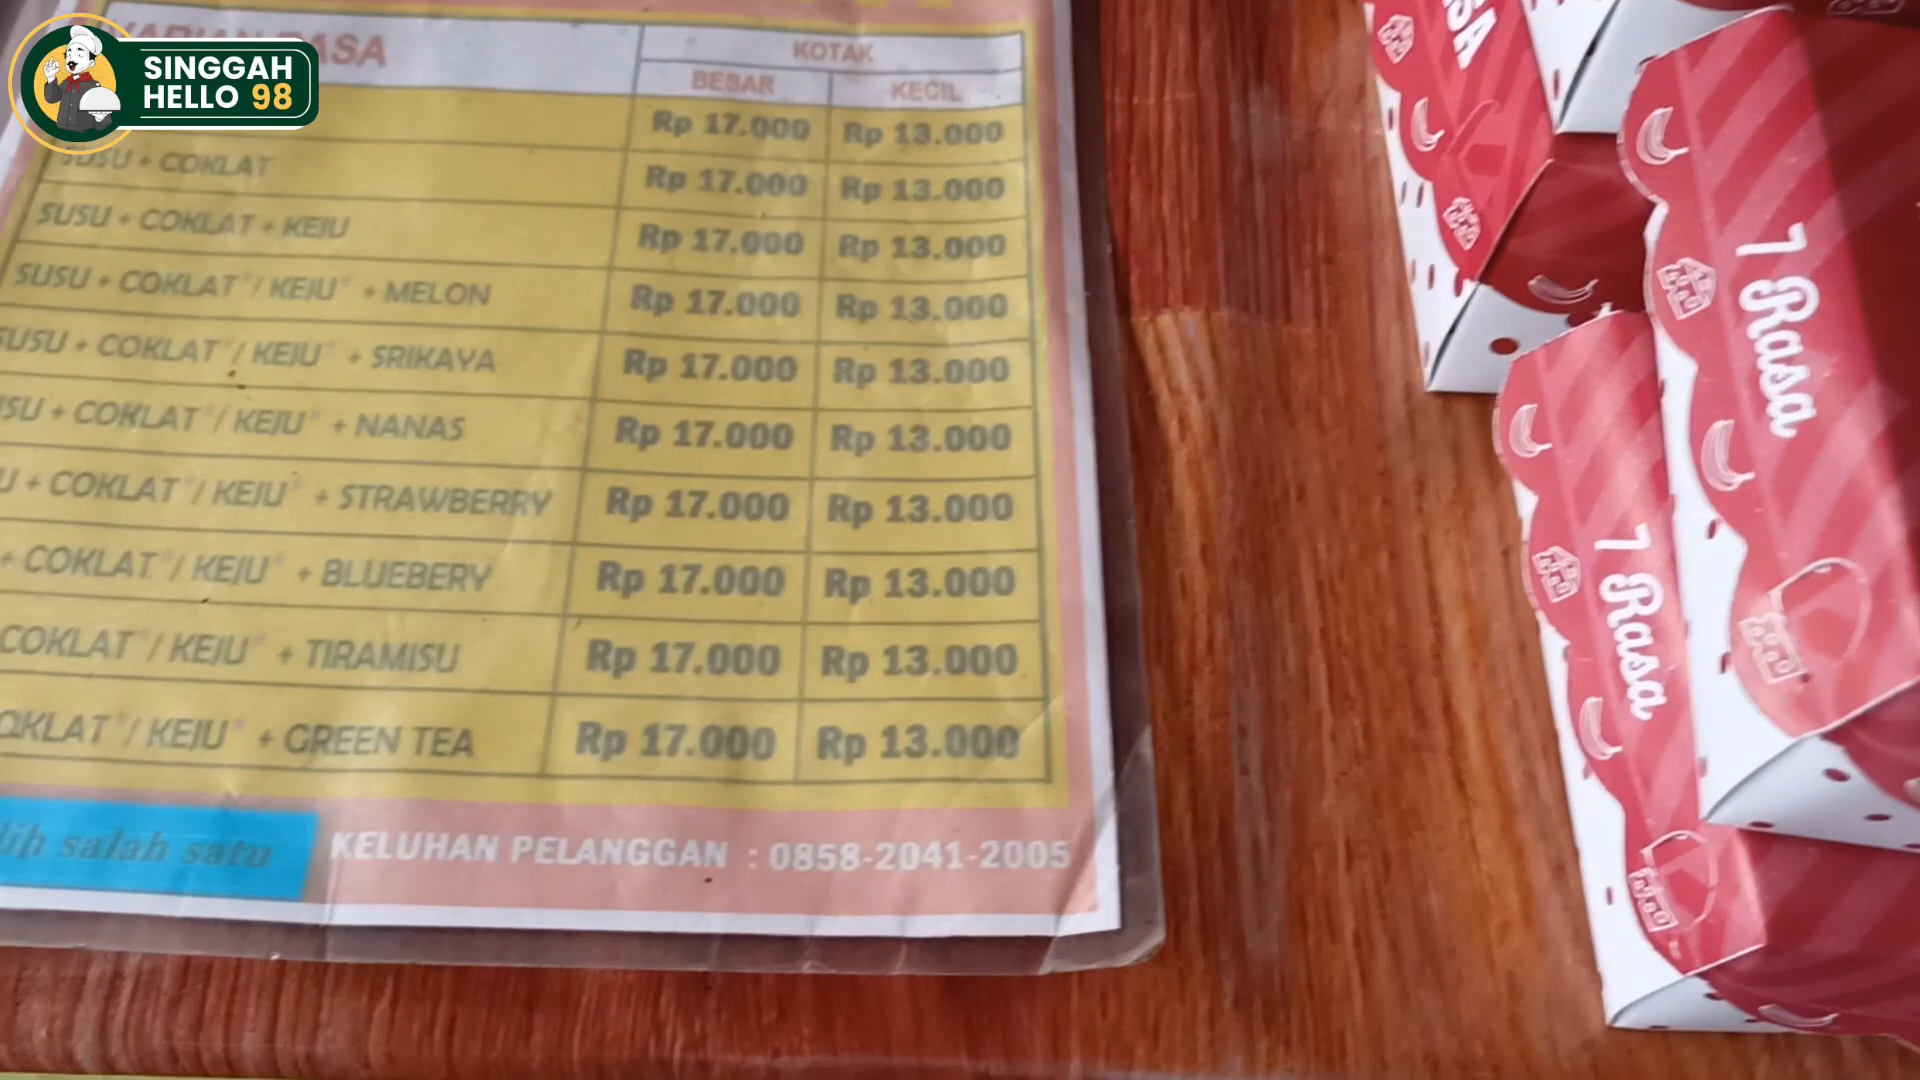 SINGGAH
HELLO 98
VARIAN RASA
KOTAK
BESAR KECIL
Rp 17.000 Rp 13.000
SUSU + COKLAT Rp 17.000 Rp 13.000
SUSU + COKLAT + KEJU Rp 17.000 Rp 13.000
SUSU + COKLAT*/ KEJU* + MELON Rp 17.000 Rp 13.000
SUSU + COKLAT*/ KEJU* + SRIKAYA Rp 17.000 Rp 13.000
USU + COKLAT*/ KEJU* + NANAS Rp 17.000 Rp 13.000
U + COKLAT*/ KEJU* + STRAWBERRY Rp 17.000 Rp 13.000
+ COKLAT*/ KEJU* + BLUEBERY Rp 17.000 Rp 13.000
COKLAT*/ KEJU* + TIRAMISU Rp 17.000 Rp 13.000
OKLAT*/ KEJU* + GREEN TEA Rp 17.000 Rp 13.000
lih salah satu
KELUHAN PELANGGAN : 0858-2041-2005
7 Rasa
7 Rasa